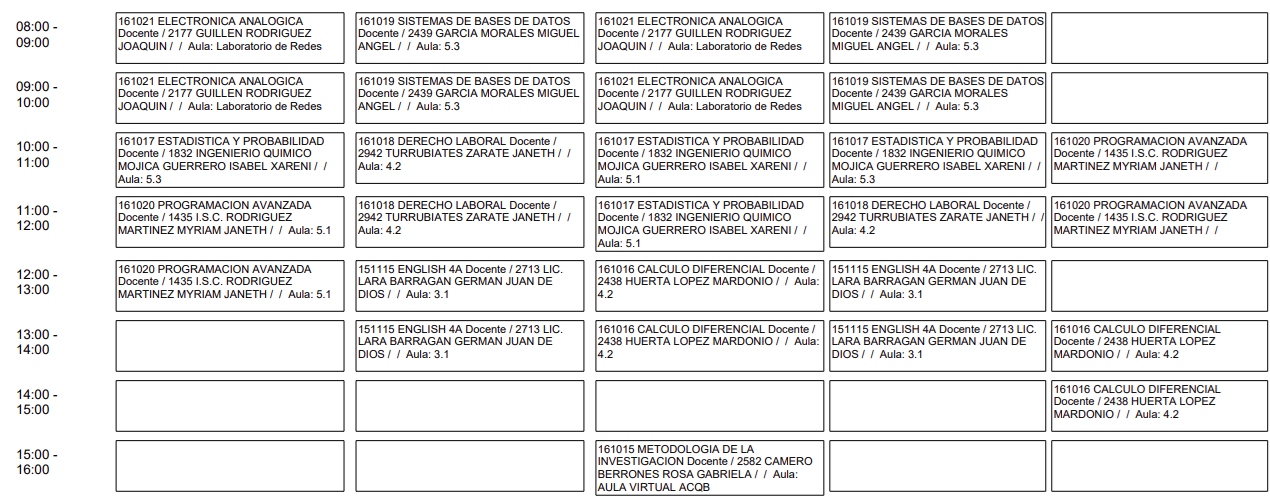 08:00 -
09:00
161021 ELECTRONICA ANALOGICA
Docente / 2177 GUILLEN RODRIGUEZ
JOAQUIN / / Aula: Laboratorio de Redes
161019 SISTEMAS DE BASES DE DATOS
Docente / 2439 GARCIA MORALES MIGUEL
ANGEL / / Aula: 5.3
161021 ELECTRONICA ANALOGICA
Docente / 2177 GUILLEN RODRIGUEZ
JOAQUIN / / Aula: Laboratorio de Redes
161019 SISTEMAS DE BASES DE DATOS
Docente / 2439 GARCIA MORALES
MIGUEL ANGEL / / Aula: 5.3
09:00 -
10:00
161021 ELECTRONICA ANALOGICA
Docente / 2177 GUILLEN RODRIGUEZ
JOAQUIN / / Aula: Laboratorio de Redes
161019 SISTEMAS DE BASES DE DATOS
Docente / 2439 GARCIA MORALES MIGUEL
ANGEL / / Aula: 5.3
161021 ELECTRONICA ANALOGICA
Docente / 2177 GUILLEN RODRIGUEZ
JOAQUIN / / Aula: Laboratorio de Redes
161019 SISTEMAS DE BASES DE DATOS
Docente / 2439 GARCIA MORALES
MIGUEL ANGEL / / Aula: 5.3
10:00 -
11:00
161017 ESTADISTICA Y PROBABILIDAD
Docente / 1832 INGENIERIO QUIMICO
MOJICA GUERRERO ISABEL XARENI / /
Aula: 5.3
161018 DERECHO LABORAL Docente /
2942 TURRUBIATES ZARATE JANETH / /
Aula: 4.2
161017 ESTADISTICA Y PROBABILIDAD
Docente / 1832 INGENIERIO QUIMICO
MOJICA GUERRERO ISABEL XARENI / /
Aula: 5.1
161017 ESTADISTICA Y PROBABILIDAD
Docente / 1832 INGENIERIO QUIMICO
MOJICA GUERRERO ISABEL XARENI / /
Aula: 5.3
161020 PROGRAMACION AVANZADA
Docente / 1435 I.S.C. RODRIGUEZ
MARTINEZ MYRIAM JANETH / /
11:00 -
12:00
161020 PROGRAMACION AVANZADA
Docente / 1435 I.S.C. RODRIGUEZ
MARTINEZ MYRIAM JANETH / / Aula: 5.1
161018 DERECHO LABORAL Docente /
2942 TURRUBIATES ZARATE JANETH / /
Aula: 4.2
161017 ESTADISTICA Y PROBABILIDAD
Docente / 1832 INGENIERIO QUIMICO
MOJICA GUERRERO ISABEL XARENI / /
Aula: 5.1
161018 DERECHO LABORAL Docente /
2942 TURRUBIATES ZARATE JANETH / /
Aula: 4.2
161020 PROGRAMACION AVANZADA
Docente / 1435 I.S.C. RODRIGUEZ
MARTINEZ MYRIAM JANETH / /
12:00 -
13:00
161020 PROGRAMACION AVANZADA
Docente / 1435 I.S.C. RODRIGUEZ
MARTINEZ MYRIAM JANETH / / Aula: 5.1
151115 ENGLISH 4A Docente / 2713 LIC.
LARA BARRAGAN GERMAN JUAN DE
DIOS / / Aula: 3.1
161016 CALCULO DIFERENCIAL Docente /
2438 HUERTA LOPEZ MARDONIO / / Aula:
4.2
151115 ENGLISH 4A Docente / 2713 LIC.
LARA BARRAGAN GERMAN JUAN DE
DIOS / / Aula: 3.1
13:00 -
14:00
151115 ENGLISH 4A Docente / 2713 LIC.
LARA BARRAGAN GERMAN JUAN DE
DIOS / / Aula: 3.1
161016 CALCULO DIFERENCIAL Docente /
2438 HUERTA LOPEZ MARDONIO / / Aula:
4.2
151115 ENGLISH 4A Docente / 2713 LIC.
LARA BARRAGAN GERMAN JUAN DE
DIOS / / Aula: 3.1
161016 CALCULO DIFERENCIAL
Docente / 2438 HUERTA LOPEZ
MARDONIO / / Aula: 4.2
14:00 -
15:00
161016 CALCULO DIFERENCIAL
Docente / 2438 HUERTA LOPEZ
MARDONIO / / Aula: 4.2
15:00 -
16:00
161015 METODOLOGIA DE LA
INVESTIGACION Docente / 2582 CAMERO
BERRONES ROSA GABRIELA / / Aula:
AULA VIRTUAL ACQB